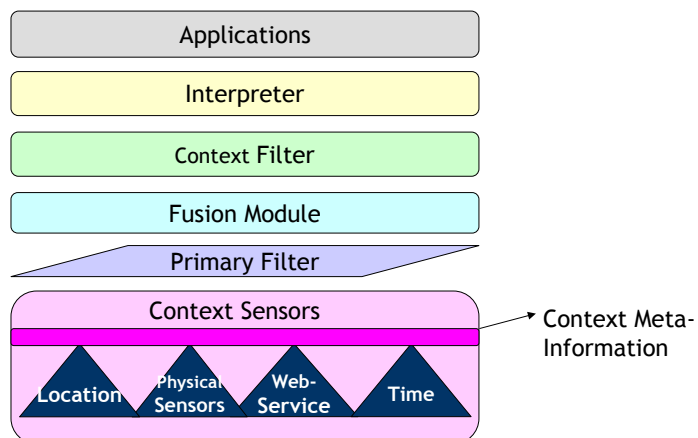 Applications
Interpreter
Context Filter
Fusion Module
Primary Filter
Context Sensors
Context Meta-
Information
Location
Physical
Sensors
Web-
Service
Time